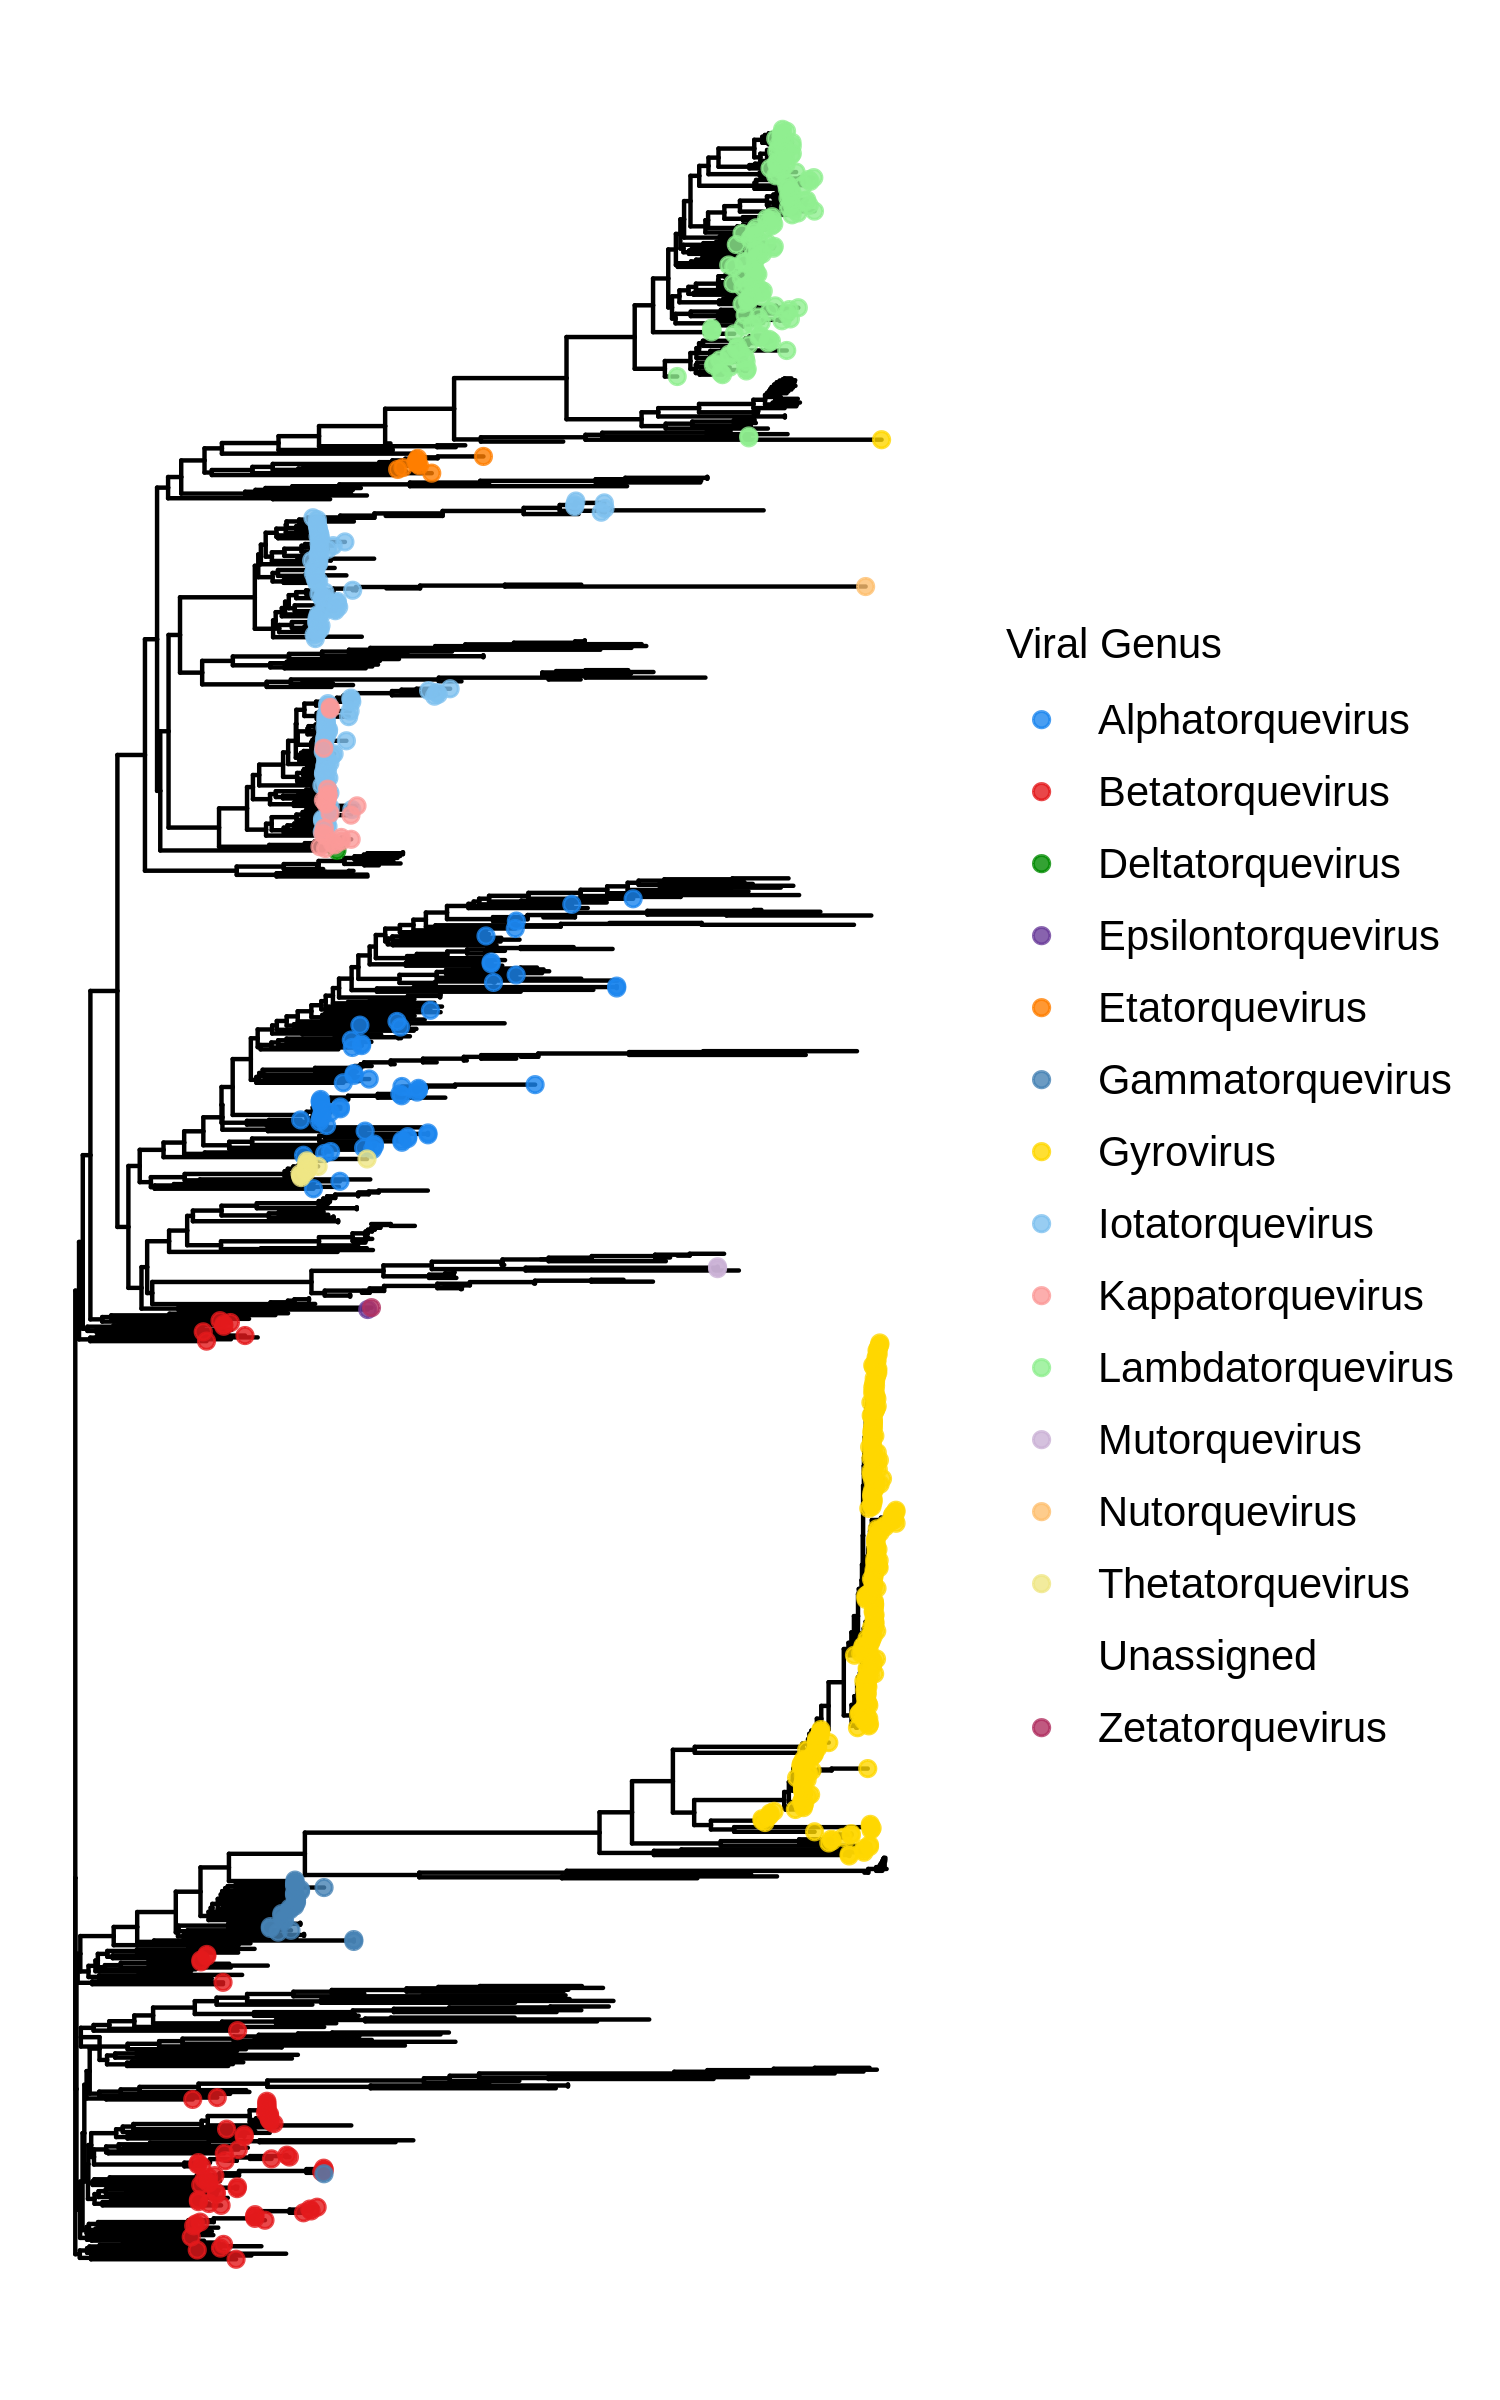 Viral Genus
Alphatorquevirus
Betatorquevirus
Deltatorquevirus
Epsilontorquevirus
Etatorquevirus
Gammatorquevirus
Gyrovirus
Iotatorquevirus
Kappatorquevirus
Lambdatorquevirus
Mutorquevirus
Nutorquevirus
Thetatorquevirus
Unassigned
Zetatorquevirus